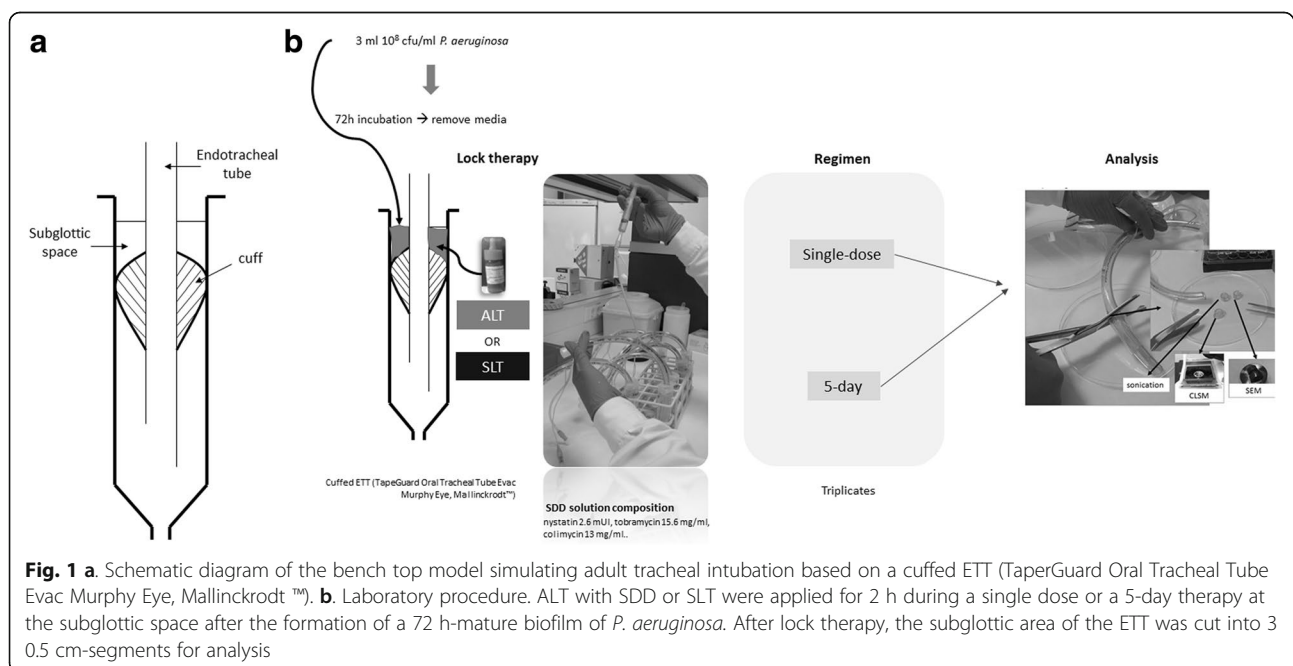 a
Endotracheal
tube
Subglottic
space
cuff
b
3 ml 10⁸ cfu/ml P. aeruginosa
72h incubation → remove media
Lock therapy
ALT
OR
SLT
Cuffed ETT (TapeGuard Oral Tracheal Tube Evac
Murphy Eye, Mallinckrodt™)
SDD solution composition
nystatin 2.6 mUI, tobramycin 15.6 mg/ml,
colimycin 13 mg/ml..
Regimen
Single-dose
5-day
Triplicates
Analysis
sonication
CLSM
SEM
Fig. 1 a. Schematic diagram of the bench top model simulating adult tracheal intubation based on a cuffed ETT (TaperGuard Oral Tracheal Tube
Evac Murphy Eye, Mallinckrodt ™). b. Laboratory procedure. ALT with SDD or SLT were applied for 2 h during a single dose or a 5-day therapy at
the subglottic space after the formation of a 72 h-mature biofilm of P. aeruginosa. After lock therapy, the subglottic area of the ETT was cut into 3
0.5 cm-segments for analysis